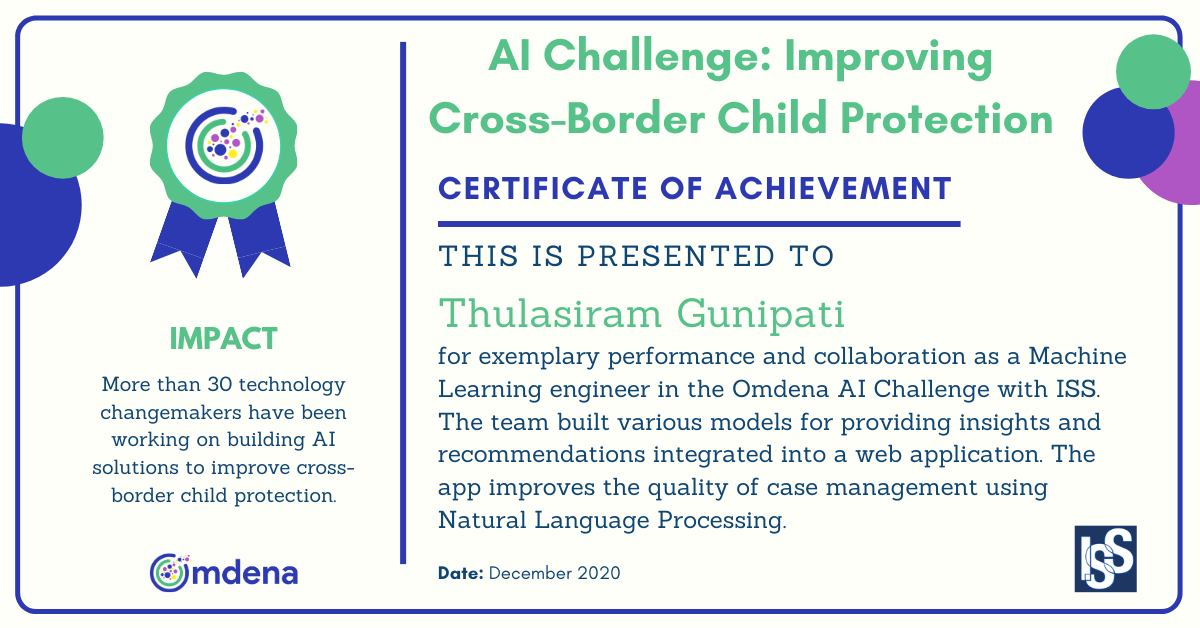 AI Challenge: Improving
Cross-Border Child Protection
CERTIFICATE OF ACHIEVEMENT
THIS IS PRESENTED TO
Thulasiram Gunipati
for exemplary performance and collaboration as a Machine
Learning engineer in the Omdena AI Challenge with ISS.
The team built various models for providing insights and
recommendations integrated into a web application. The
app improves the quality of case management using
Natural Language Processing.
Date: December 2020
IMPACT
More than 30 technology
changemakers have been
working on building AI
solutions to improve cross-
border child protection.
Omdena
ISS